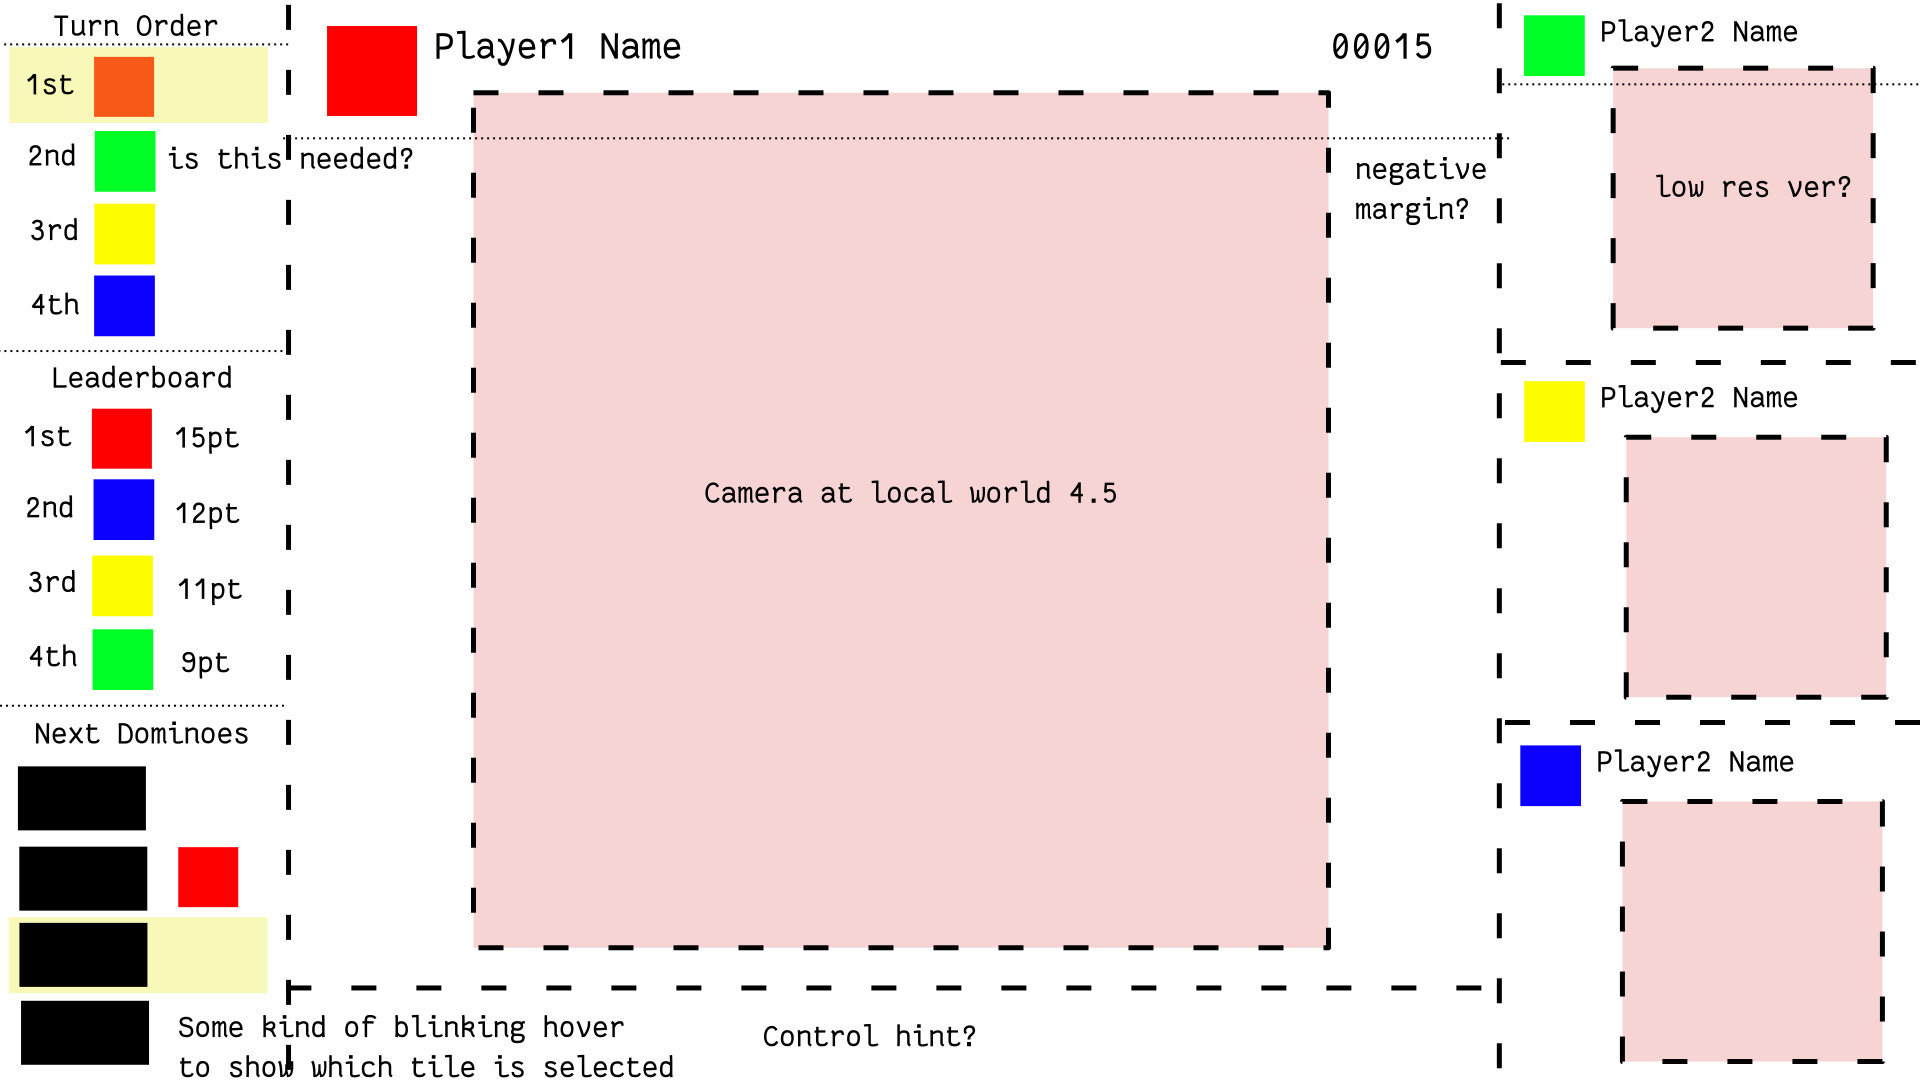 Turn Order
1st
2nd
is this needed?
3rd
4th
Leaderboard
1st
15pt
2nd
12pt
3rd
11pt
4th
9pt
Next Dominoes
Some kind of blinking hover
to show which tile is selected
Player1 Name
00015
negative
margin?
Camera at local world 4.5
Control hint?
Player2 Name
low res ver?
Player2 Name
Player2 Name